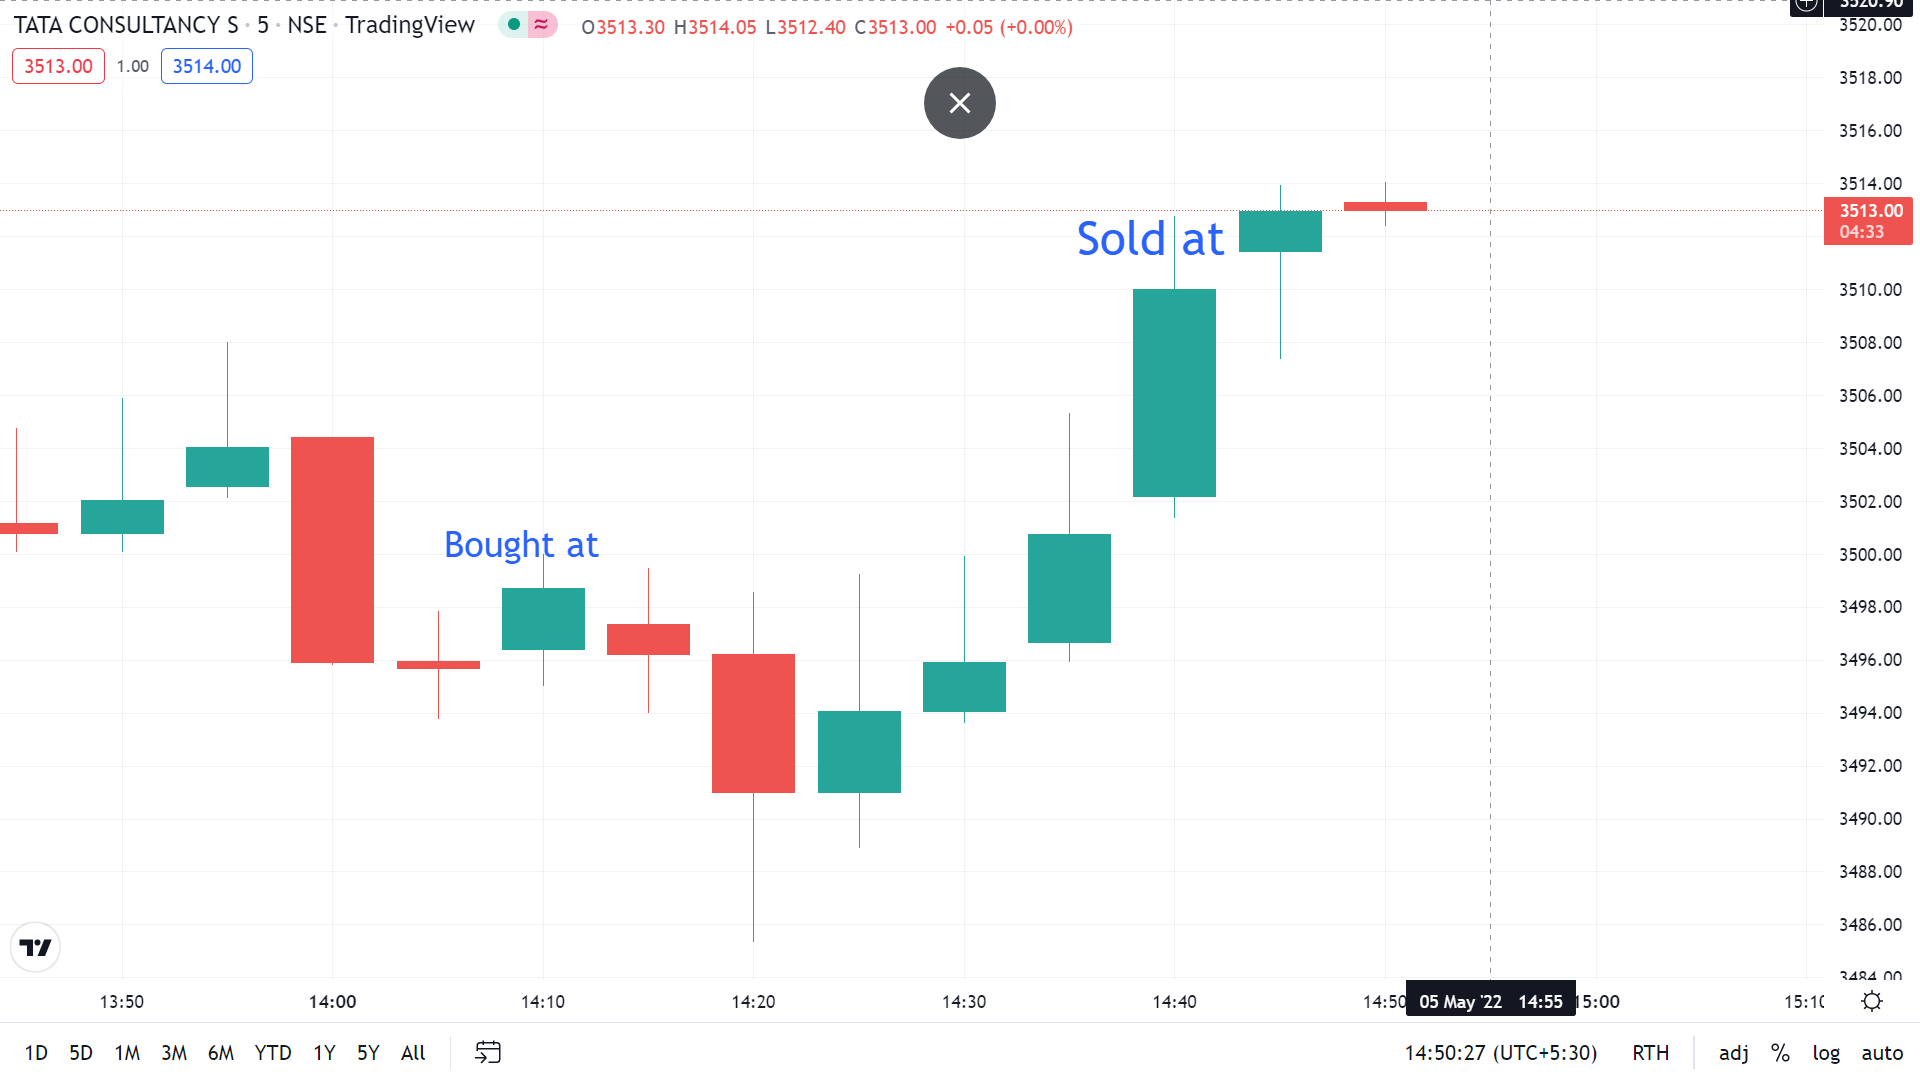 TATA CONSULTANCY S · 5 · NSE · TradingView
≈
O3513.30 H3514.05 L3512.40 C3513.00 +0.05 (+0.00%)
3513.00 1.00 3514.00
3520.90
3520.00
3518.00
3516.00
3514.00
3513.00
04:33
3510.00
3508.00
3506.00
3504.00
3502.00
3500.00
3498.00
3496.00
3494.00
3492.00
3490.00
3488.00
3486.00
3484.00
Sold at
Bought at
13:50 14:00 14:10 14:20 14:30 14:40 14:50 05 May '22 14:55 15:00 15:10
1D 5D 1M 3M 6M YTD 1Y 5Y All
14:50:27 (UTC+5:30) RTH adj % log auto